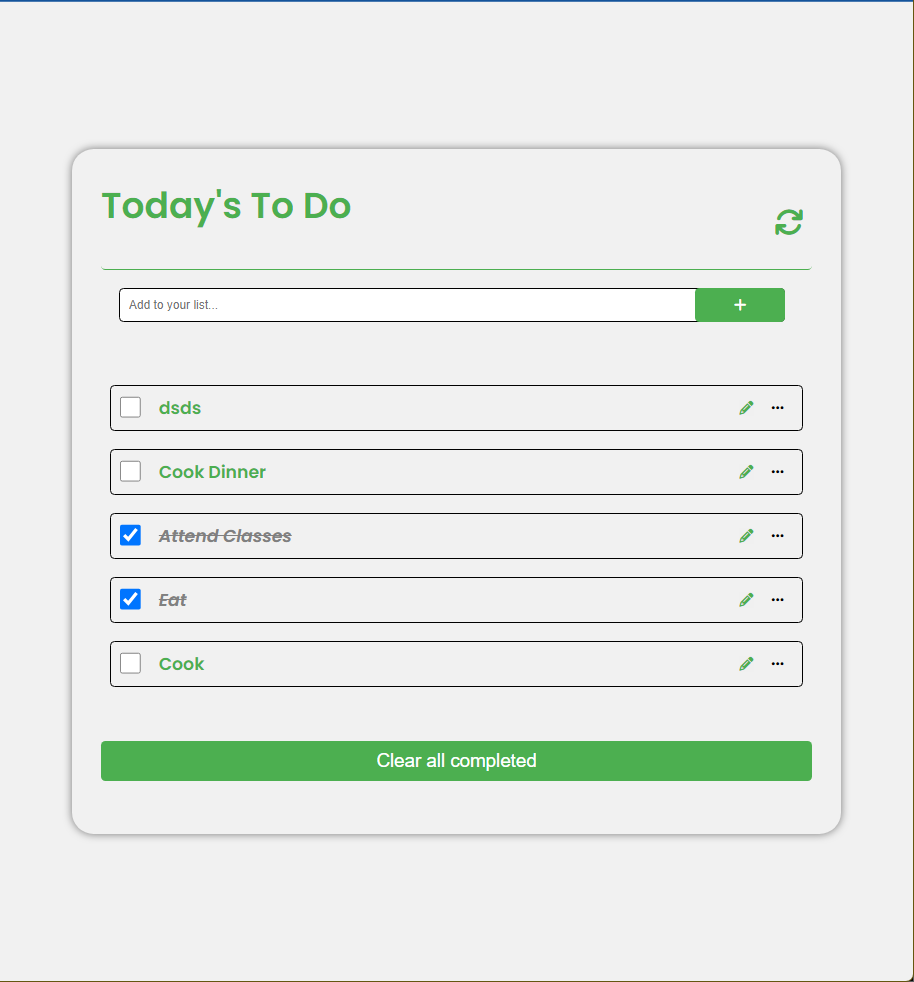 Today's To Do
Add to your list...
+
dsds
Cook Dinner
Attend Classes
Eat
Cook
Clear all completed